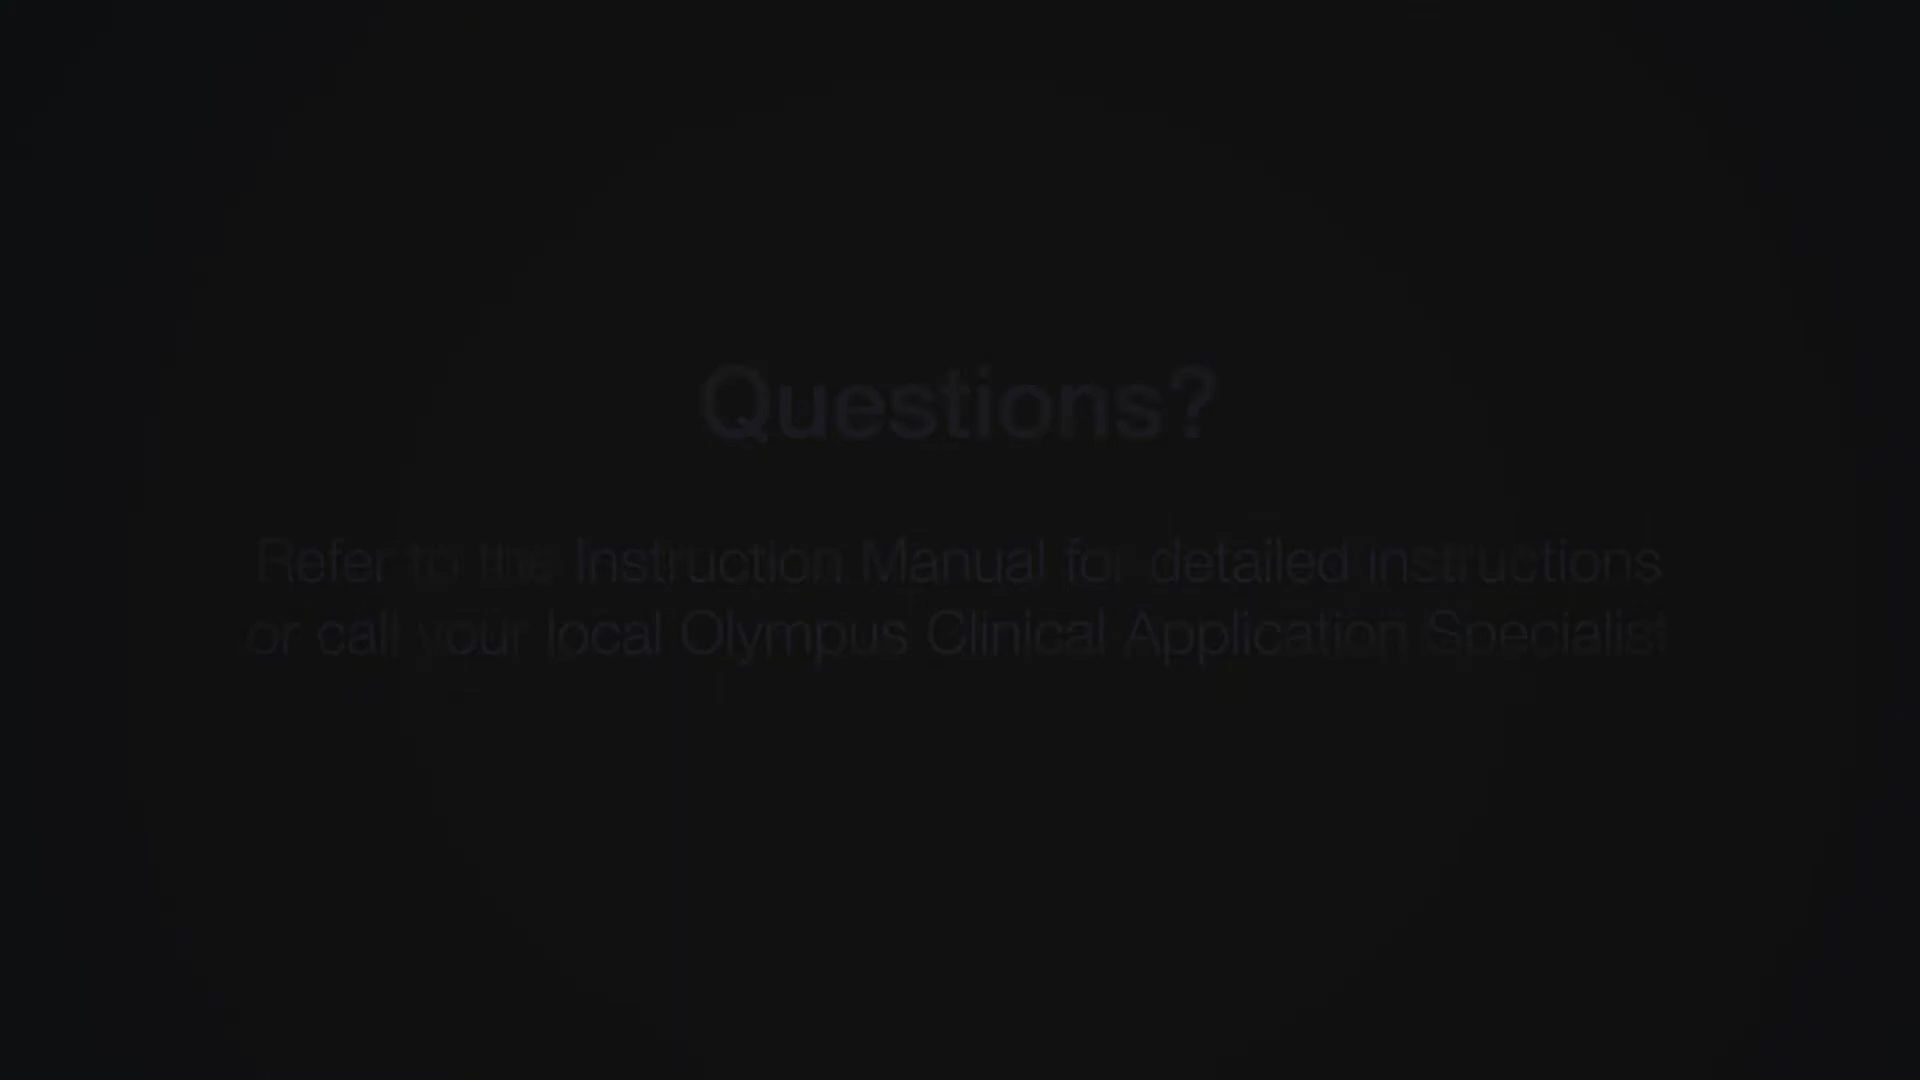 Questions?
Refer to the Instruction Manual for detailed instructions
or call your local Olympus Clinical Application Specialist